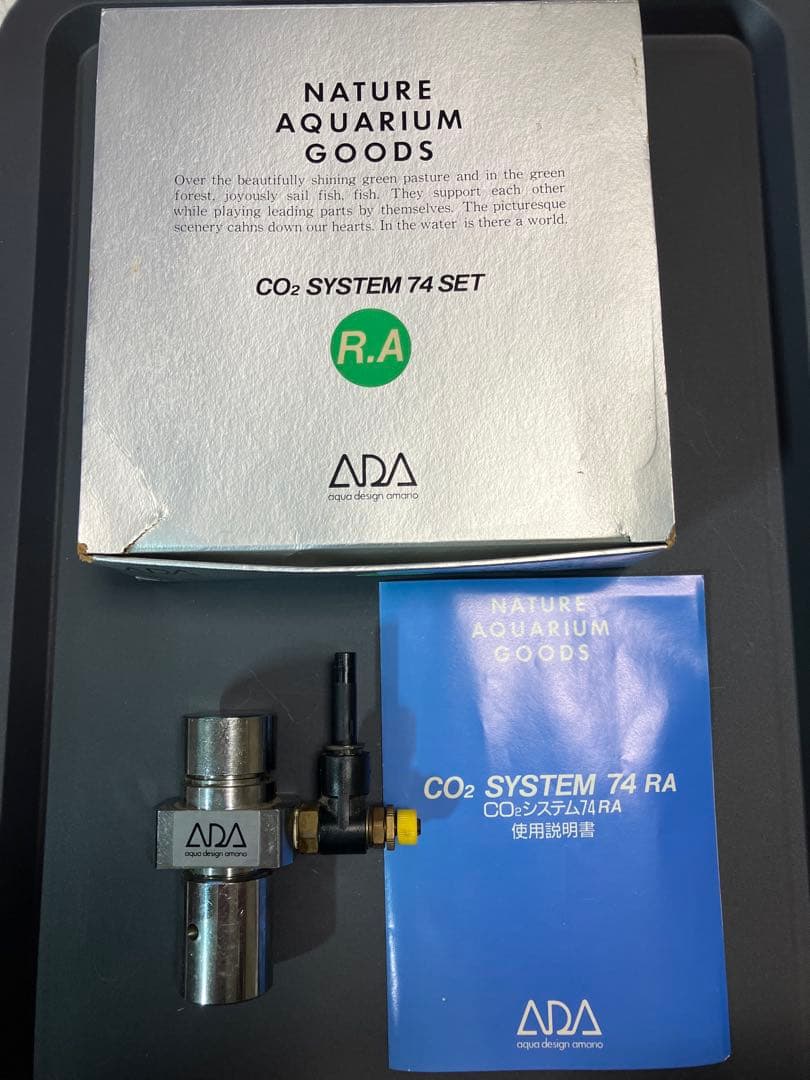 NATURE
AQUARIUM
GOODS
Over the beautifully shining green pasture and in the green
forest, joyously sail fish, fish. They support each other
while playing leading parts by themselves. The picturesque
scenery cahns down our hearts. In the water is there a world.
CO₂ SYSTEM 74 SET
R.A
ADA
aqua design amano
NATURE
AQUARIUM
GOODS
CO₂ SYSTEM 74 RA
CO₂システム74RA
使用説明書
ADA
aqua design amano
ADA
aqua design amano